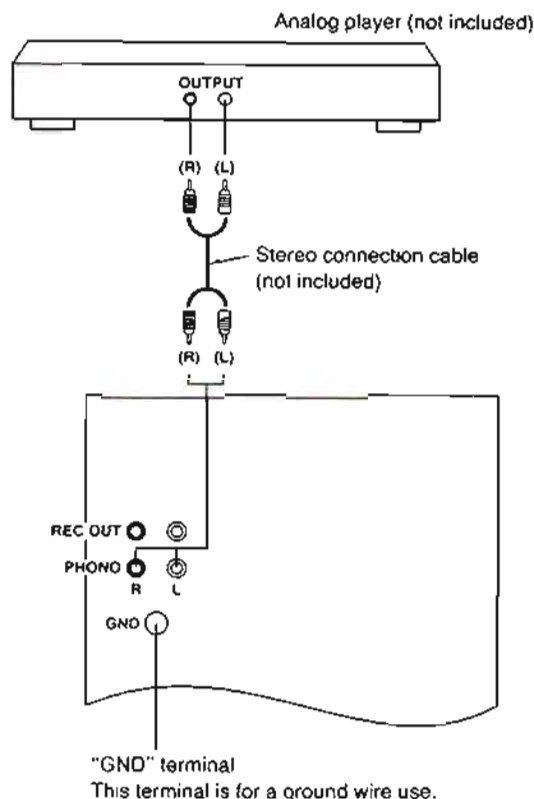 Analog player (not included)
OUTPUT
(R) (L)
Stereo connection cable
(not included)
(R) (L)
REC OUT
PHONO
R L
GND
"GND" terminal
This terminal is for a ground wire use.